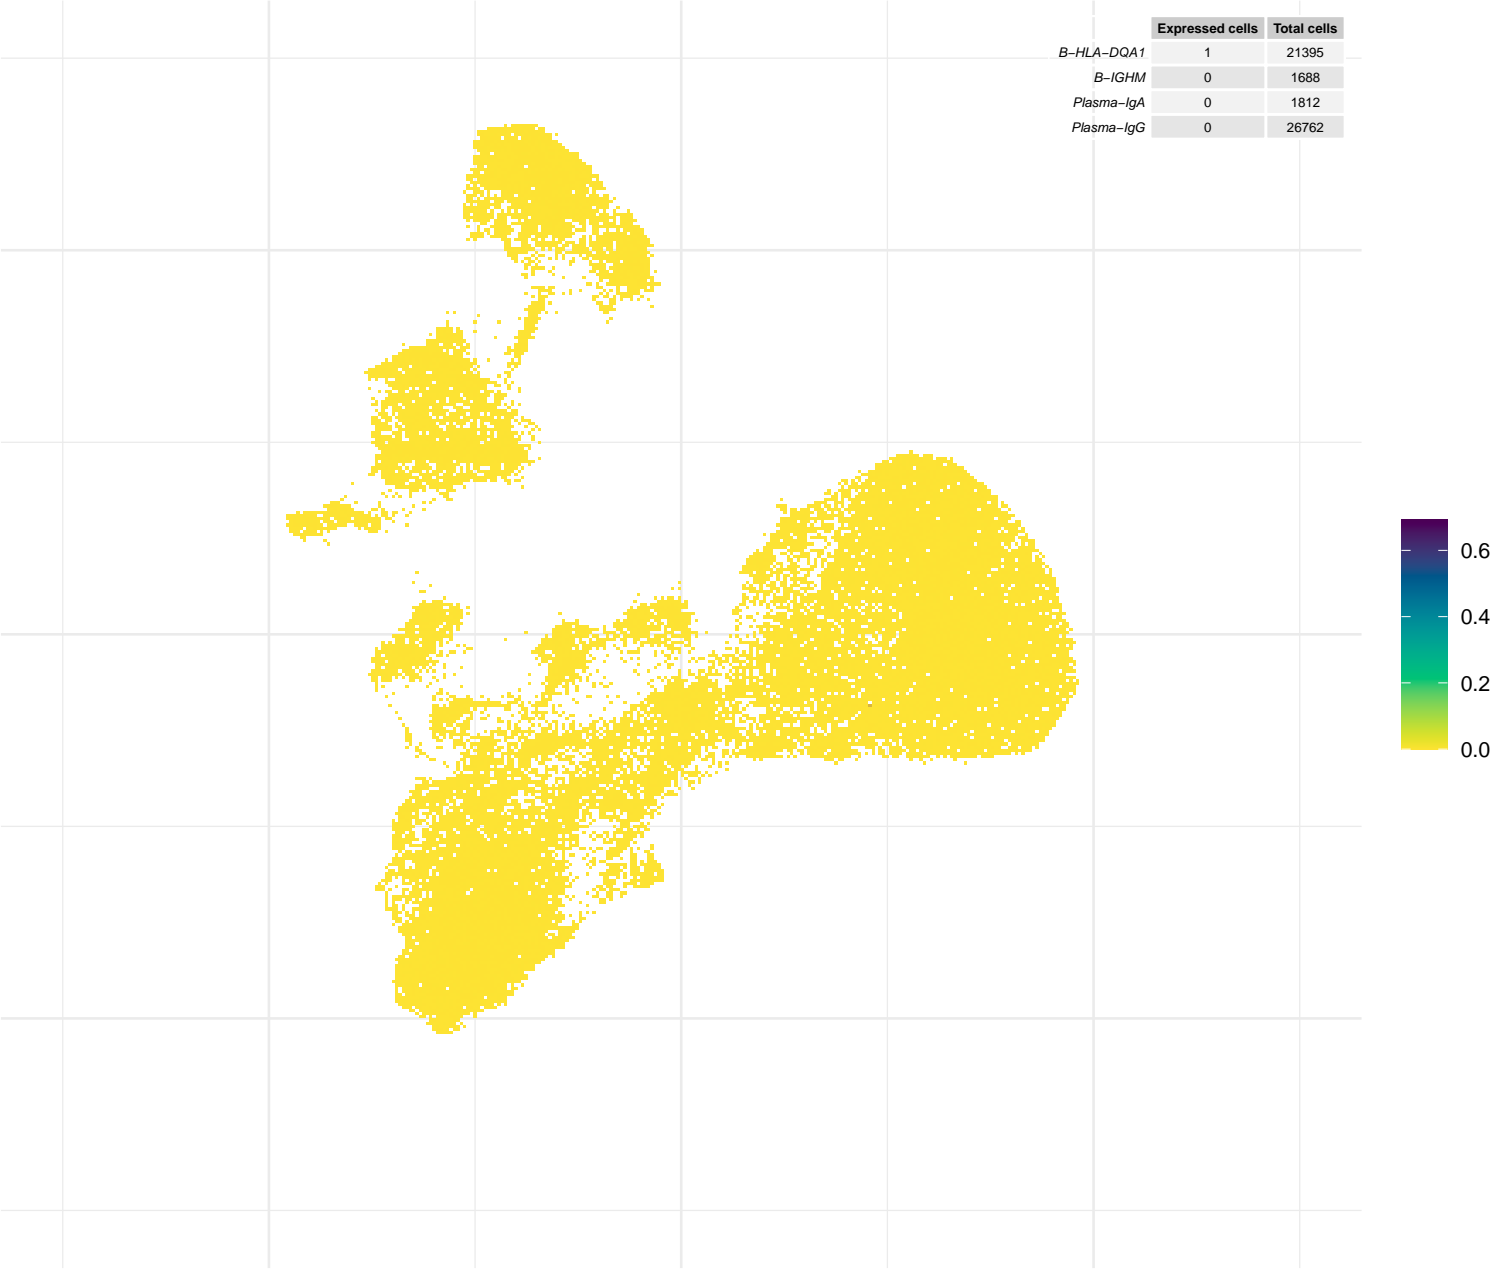 Expressed cells Total cells
B−HLA−DQA1 1 21395
B−IGHM 0 1688
Plasma−IgA 0 1812
Plasma−IgG 0 26762
0.6
0.4
0.2
0.0